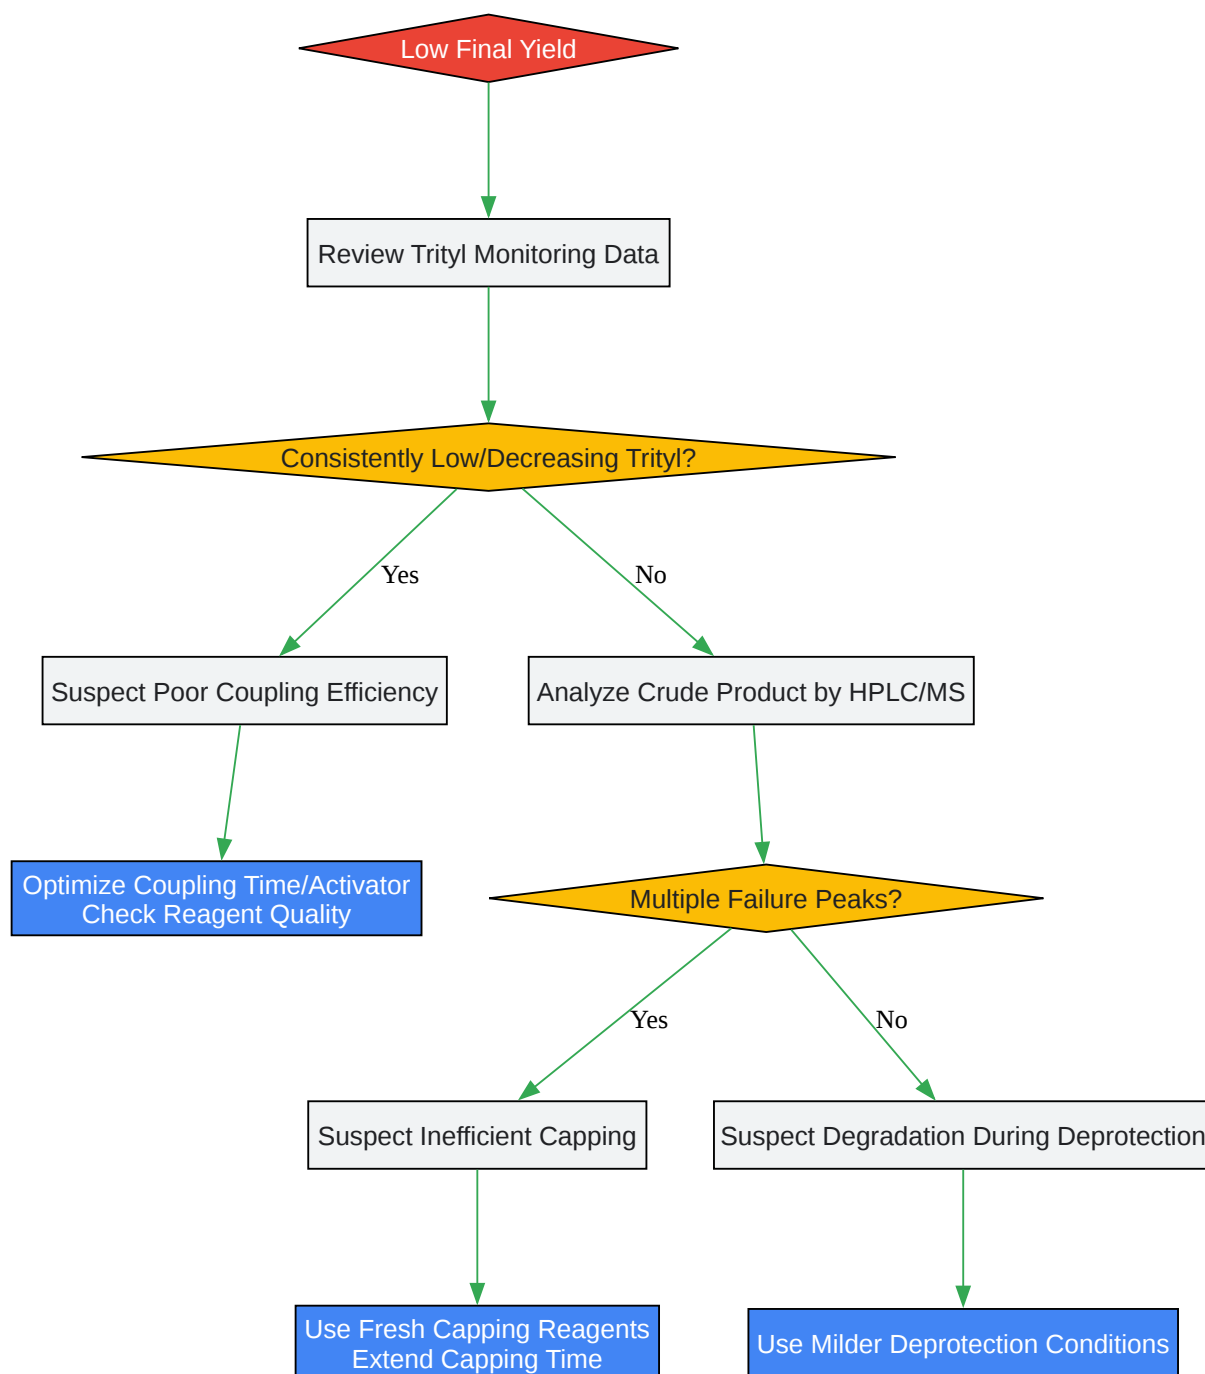 Low Final Yield
Review Trityl Monitoring Data
Consistently Low/Decreasing Trityl?
Yes
No
Suspect Poor Coupling Efficiency
Analyze Crude Product by HPLC/MS
Optimize Coupling Time/Activator
Check Reagent Quality
Multiple Failure Peaks?
Yes
No
Suspect Inefficient Capping
Suspect Degradation During Deprotection
Use Fresh Capping Reagents
Extend Capping Time
Use Milder Deprotection Conditions